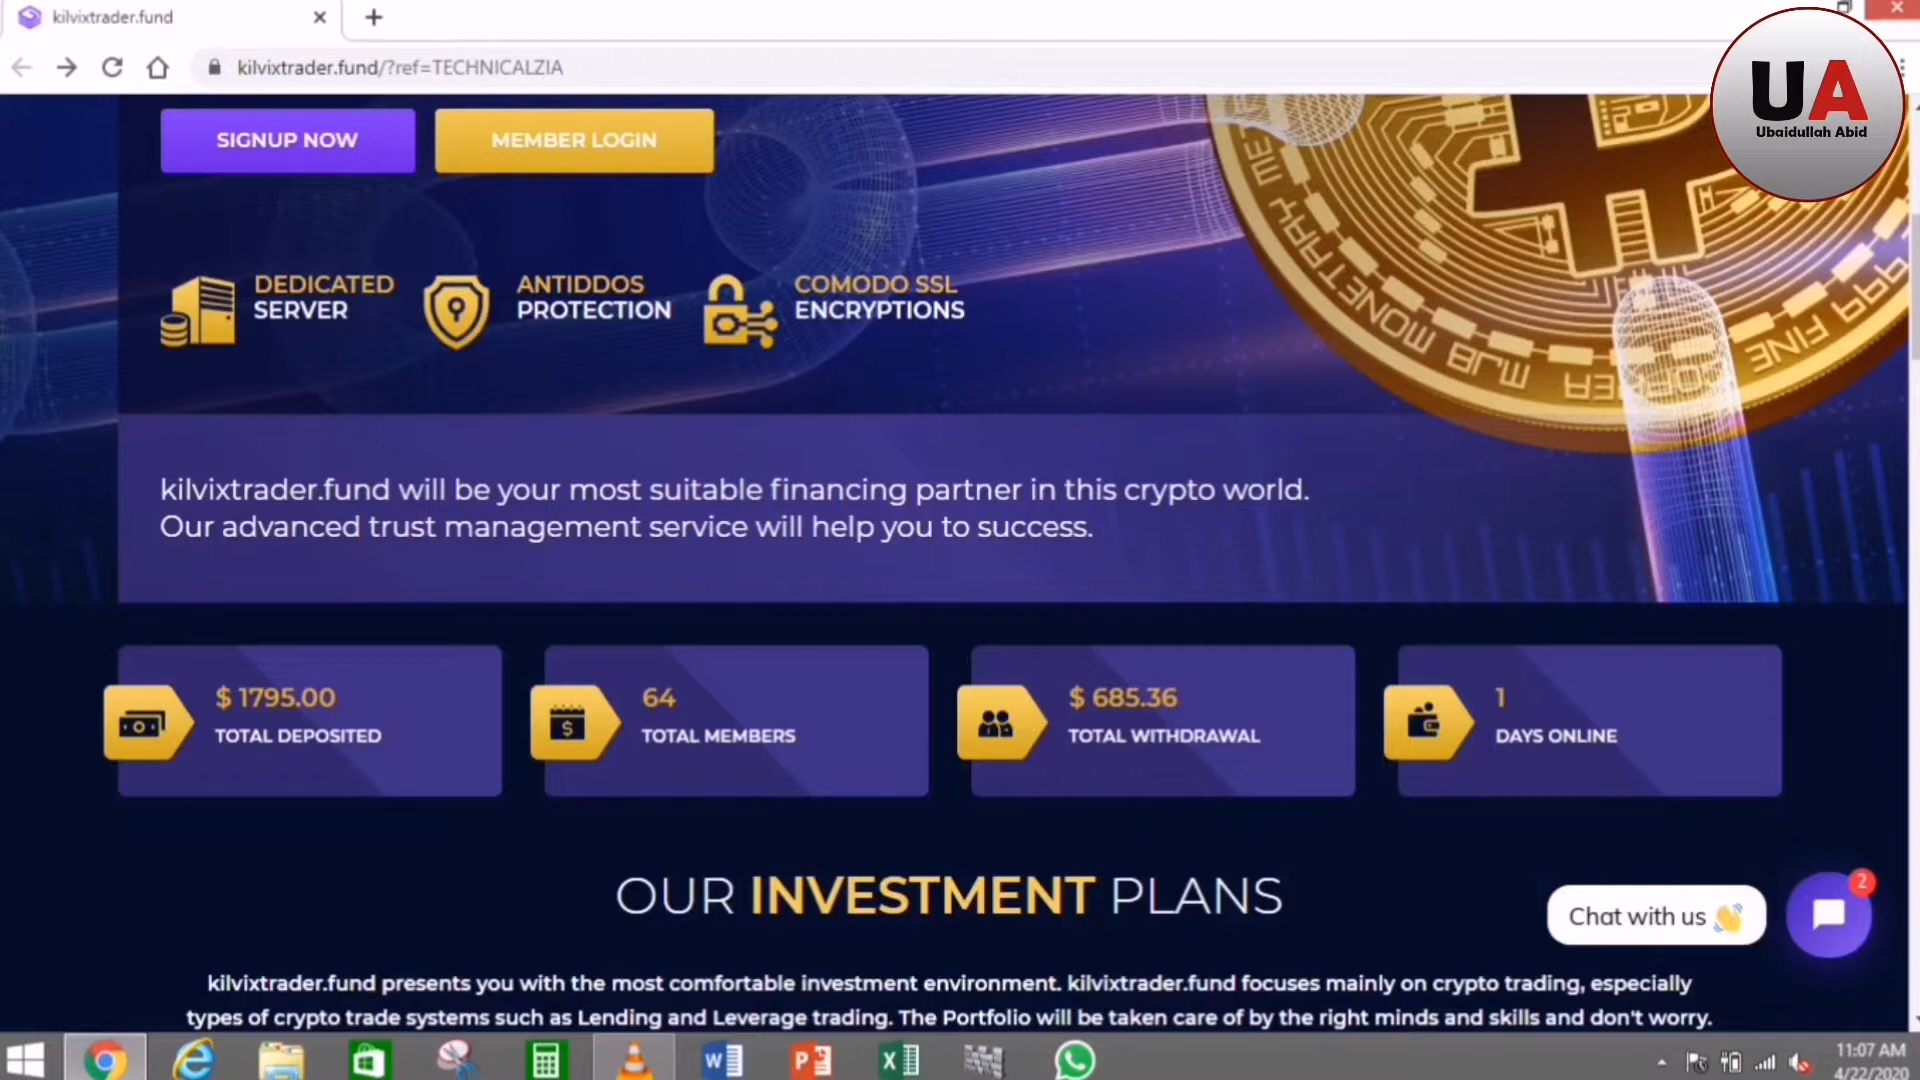 kilvixtrader.fund
kilvixtrader.fund/?ref=TECHNICALZIA
UA
Ubaidullah Abid
SIGNUP NOW
MEMBER LOGIN
DEDICATED
SERVER
ANTIDDOS
PROTECTION
COMODO SSL
ENCRYPTIONS
MJB MONETARY ME
FINE 999
kilvixtrader.fund will be your most suitable financing partner in this crypto world.
Our advanced trust management service will help you to success.
$ 1795.00
TOTAL DEPOSITED
64
TOTAL MEMBERS
$ 685.36
TOTAL WITHDRAWAL
1
DAYS ONLINE
OUR INVESTMENT PLANS
Chat with us 👋
2
kilvixtrader.fund presents you with the most comfortable investment environment. kilvixtrader.fund focuses mainly on crypto trading, especially
types of crypto trade systems such as Lending and Leverage trading. The Portfolio will be taken care of by the right minds and skills and don't worry.
11:07 AM
4/22/2020